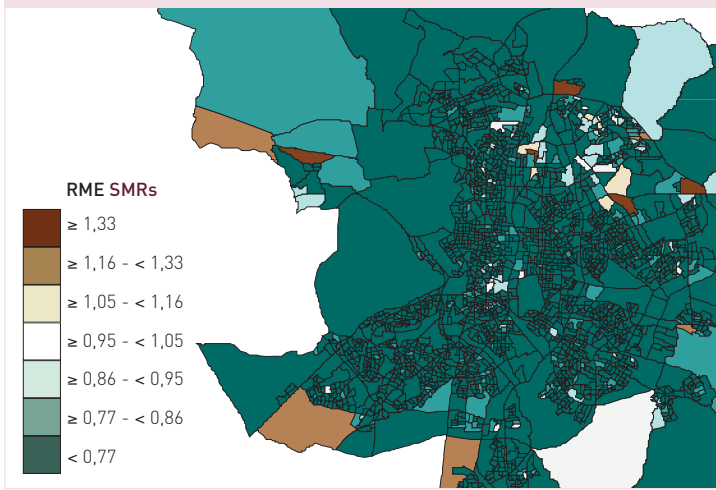 RME SMRs
≥ 1,33
≥ 1,16 - < 1,33
≥ 1,05 - < 1,16
≥ 0,95 - < 1,05
≥ 0,86 - < 0,95
≥ 0,77 - < 0,86
< 0,77